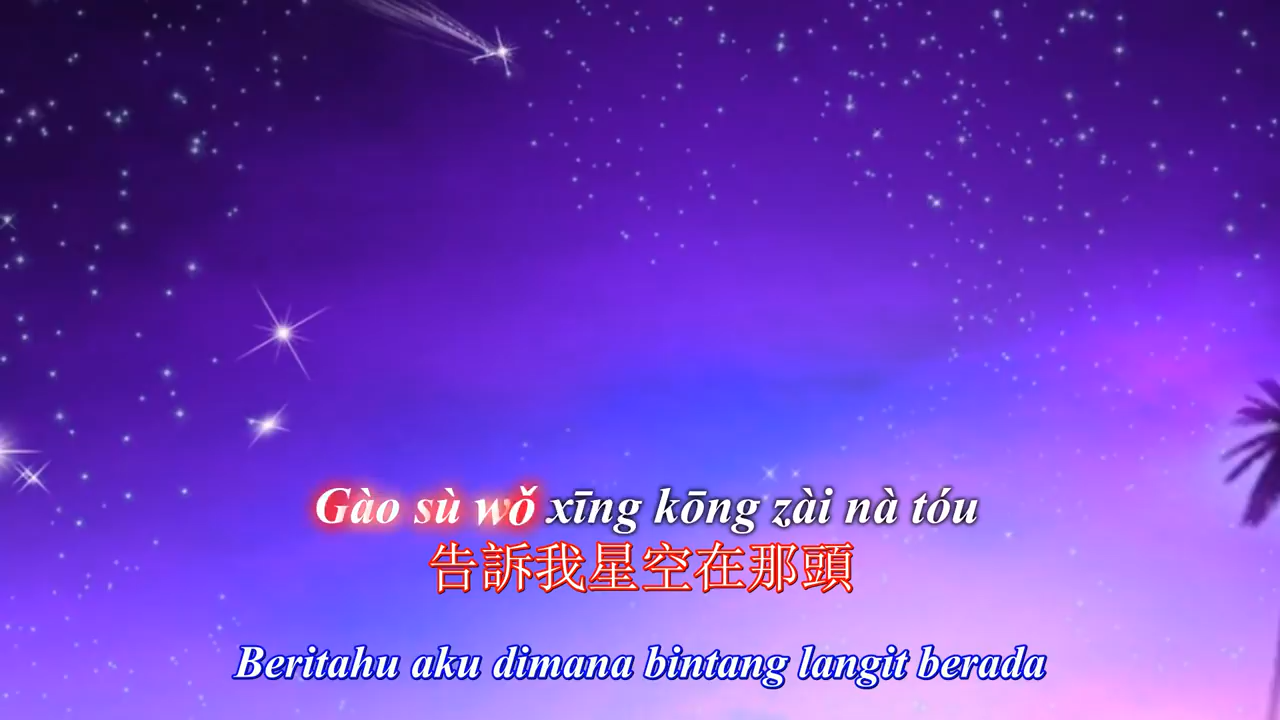 Gào sù wǒ xīng kōng zài nà tóu
告訴我星空在那頭
Beritahu aku dimana bintang langit berada